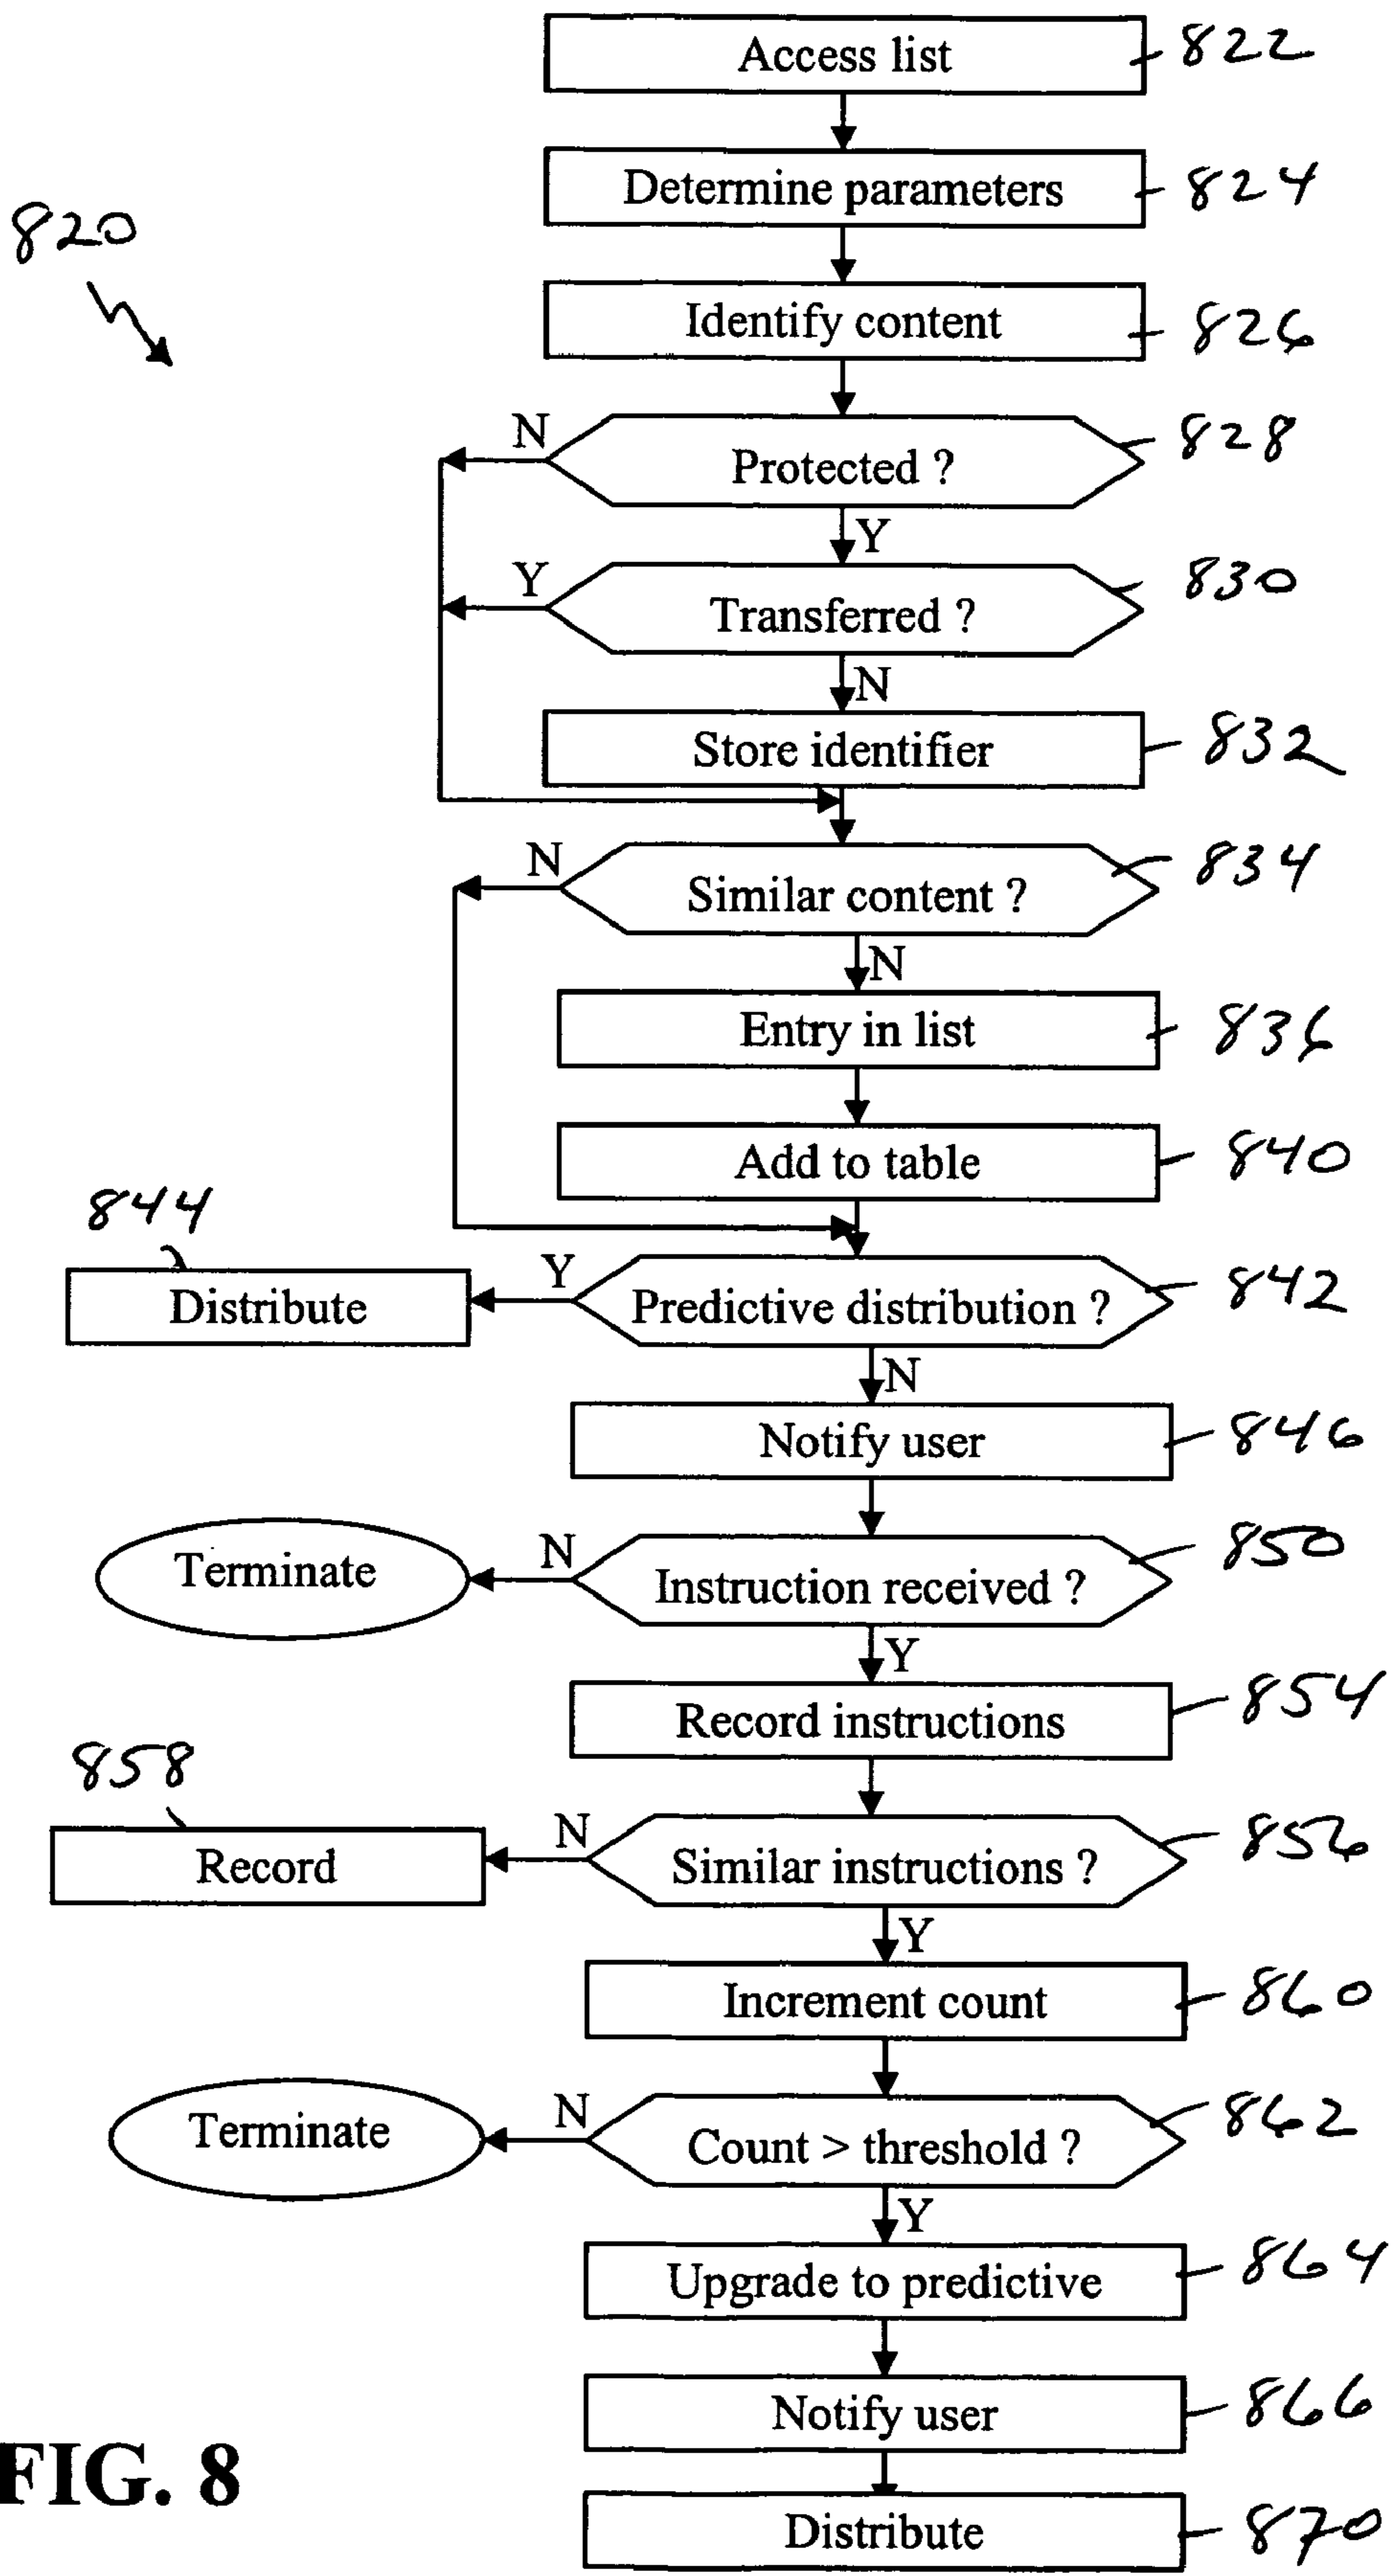 Access list 822
Determine parameters 824
820
Identify content 826
N
Protected ? 828
Y
Y
Transferred ? 830
N
Store identifier 832
N
Similar content ? 834
N
Entry in list 836
Add to table 840
844
Distribute
Y
Predictive distribution ? 842
N
Notify user 846
Terminate
N
Instruction received ? 850
Y
Record instructions 854
858
Record
N
Similar instructions ? 856
Y
Increment count 860
Terminate
N
Count > threshold ? 862
Y
Upgrade to predictive 864
Notify user 866
FIG. 8
Distribute 870